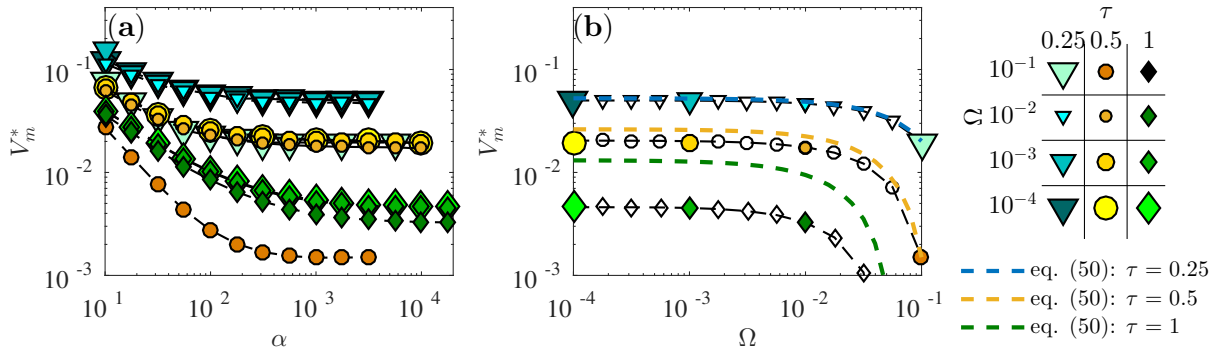 (a)
V*m
10^-1
10^-2
10^-3
10^1 10^2 10^3 10^4
α
(b)
V*m
10^-1
10^-2
10^-3
10^-4 10^-3 10^-2 10^-1
Ω
τ
0.25 0.5 1
10^-1
Ω 10^-2
10^-3
10^-4
eq. (50): τ = 0.25
eq. (50): τ = 0.5
eq. (50): τ = 1